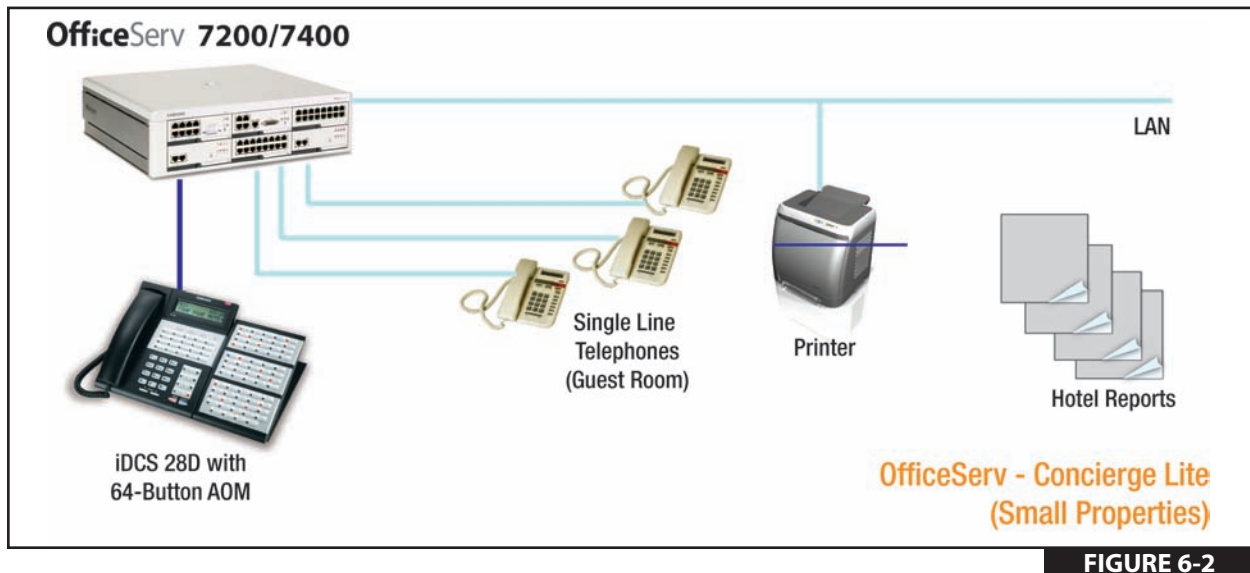 OfficeServ 7200/7400
LAN
Single Line
Telephones
(Guest Room)
Printer
Hotel Reports
iDCS 28D with
64-Button AOM
OfficeServ - Concierge Lite
(Small Properties)
FIGURE 6-2